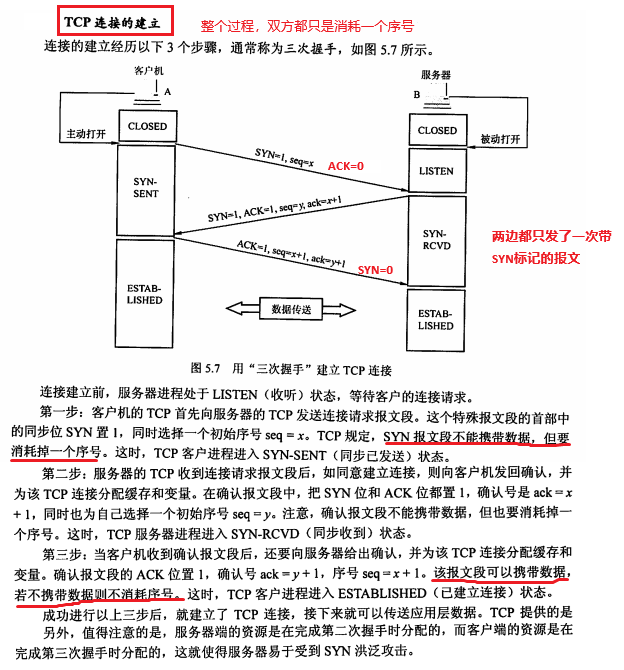 TCP 连接的建立
整个过程，双方都只是消耗一个序号
连接的建立经历以下 3 个步骤，通常称为三次握手，如图 5.7 所示。
客户机
服务器
A
B
CLOSED
CLOSED
主动打开
被动打开
SYN=1, seq=x
ACK=0
LISTEN
SYN-
SENT
SYN=1, ACK=1, seq=y, ack=x+1
SYN-
RCVD
两边都只发了一次带
SYN标记的报文
ACK=1, seq=x+1, ack=y+1
SYN=0
ESTAB-
LISHED
数据传送
ESTAB-
LISHED
图 5.7 用“三次握手”建立 TCP 连接
连接建立前，服务器进程处于 LISTEN（收听）状态，等待客户的连接请求。
第一步：客户机的 TCP 首先向服务器的 TCP 发送连接请求报文段。这个特殊报文段的首部中
的同步位 SYN 置 1，同时选择一个初始序号 seq = x。TCP 规定，SYN 报文段不能携带数据，但要
消耗掉一个序号。这时，TCP 客户进程进入 SYN-SENT（同步已发送）状态。
第二步：服务器的 TCP 收到连接请求报文段后，如同意建立连接，则向客户机发回确认，并
为该 TCP 连接分配缓存和变量。在确认报文段中，把 SYN 位和 ACK 位都置 1，确认号是 ack = x
+ 1，同时也为自己选择一个初始序号 seq = y。注意，确认报文段不能携带数据，但也要消耗掉一
个序号。这时，TCP 服务器进程进入 SYN-RCVD（同步收到）状态。
第三步：当客户机收到确认报文段后，还要向服务器给出确认，并为该 TCP 连接分配缓存和
变量。确认报文段的 ACK 位置 1，确认号 ack = y + 1，序号 seq = x + 1。该报文段可以携带数据，
若不携带数据则不消耗序号。这时，TCP 客户进程进入 ESTABLISHED（已建立连接）状态。
成功进行以上三步后，就建立了 TCP 连接，接下来就可以传送应用层数据。TCP 提供的是
另外，值得注意的是，服务器端的资源是在完成第二次握手时分配的，而客户端的资源是在
完成第三次握手时分配的，这就使得服务器易于受到 SYN 洪泛攻击。